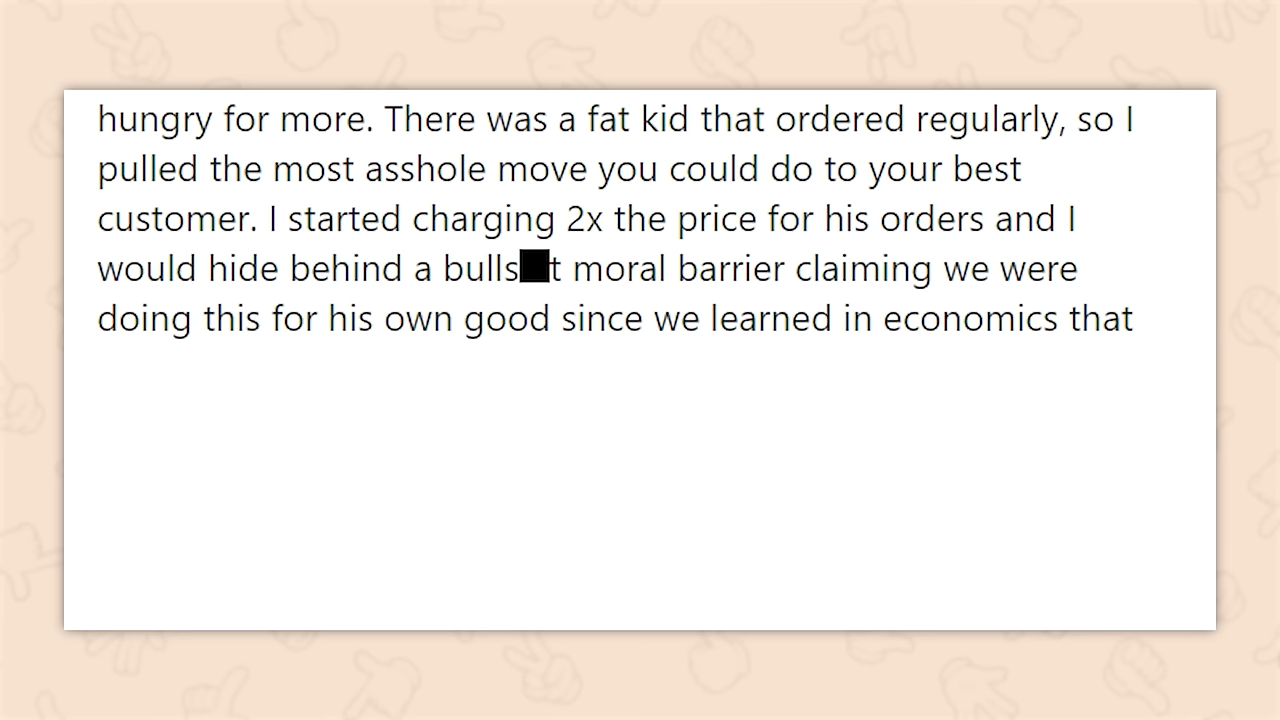 hungry for more. There was a fat kid that ordered regularly, so I
pulled the most asshole move you could do to your best
customer. I started charging 2x the price for his orders and I
would hide behind a bulls■t moral barrier claiming we were
doing this for his own good since we learned in economics that